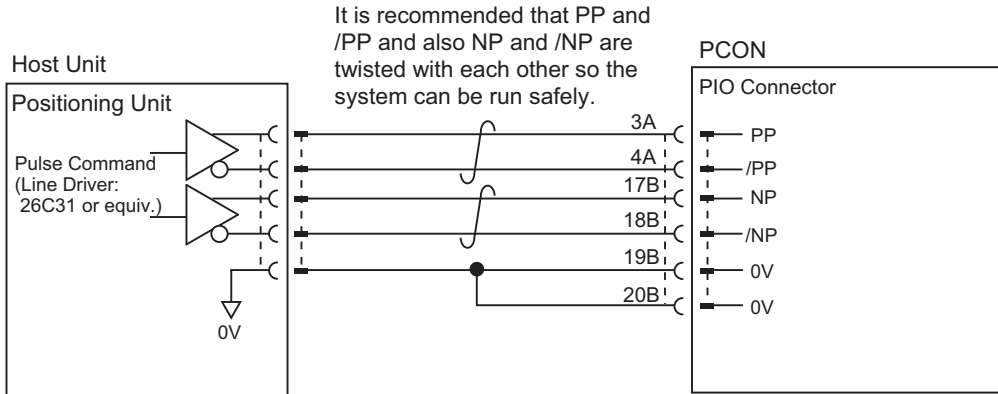 It is recommended that PP and
/PP and also NP and /NP are
twisted with each other so the
system can be run safely.
Host Unit
PCON
Positioning Unit
PIO Connector
Pulse Command
(Line Driver:
26C31 or equiv.)
3A
PP
4A
/PP
17B
NP
18B
/NP
19B
0V
20B
0V
0V